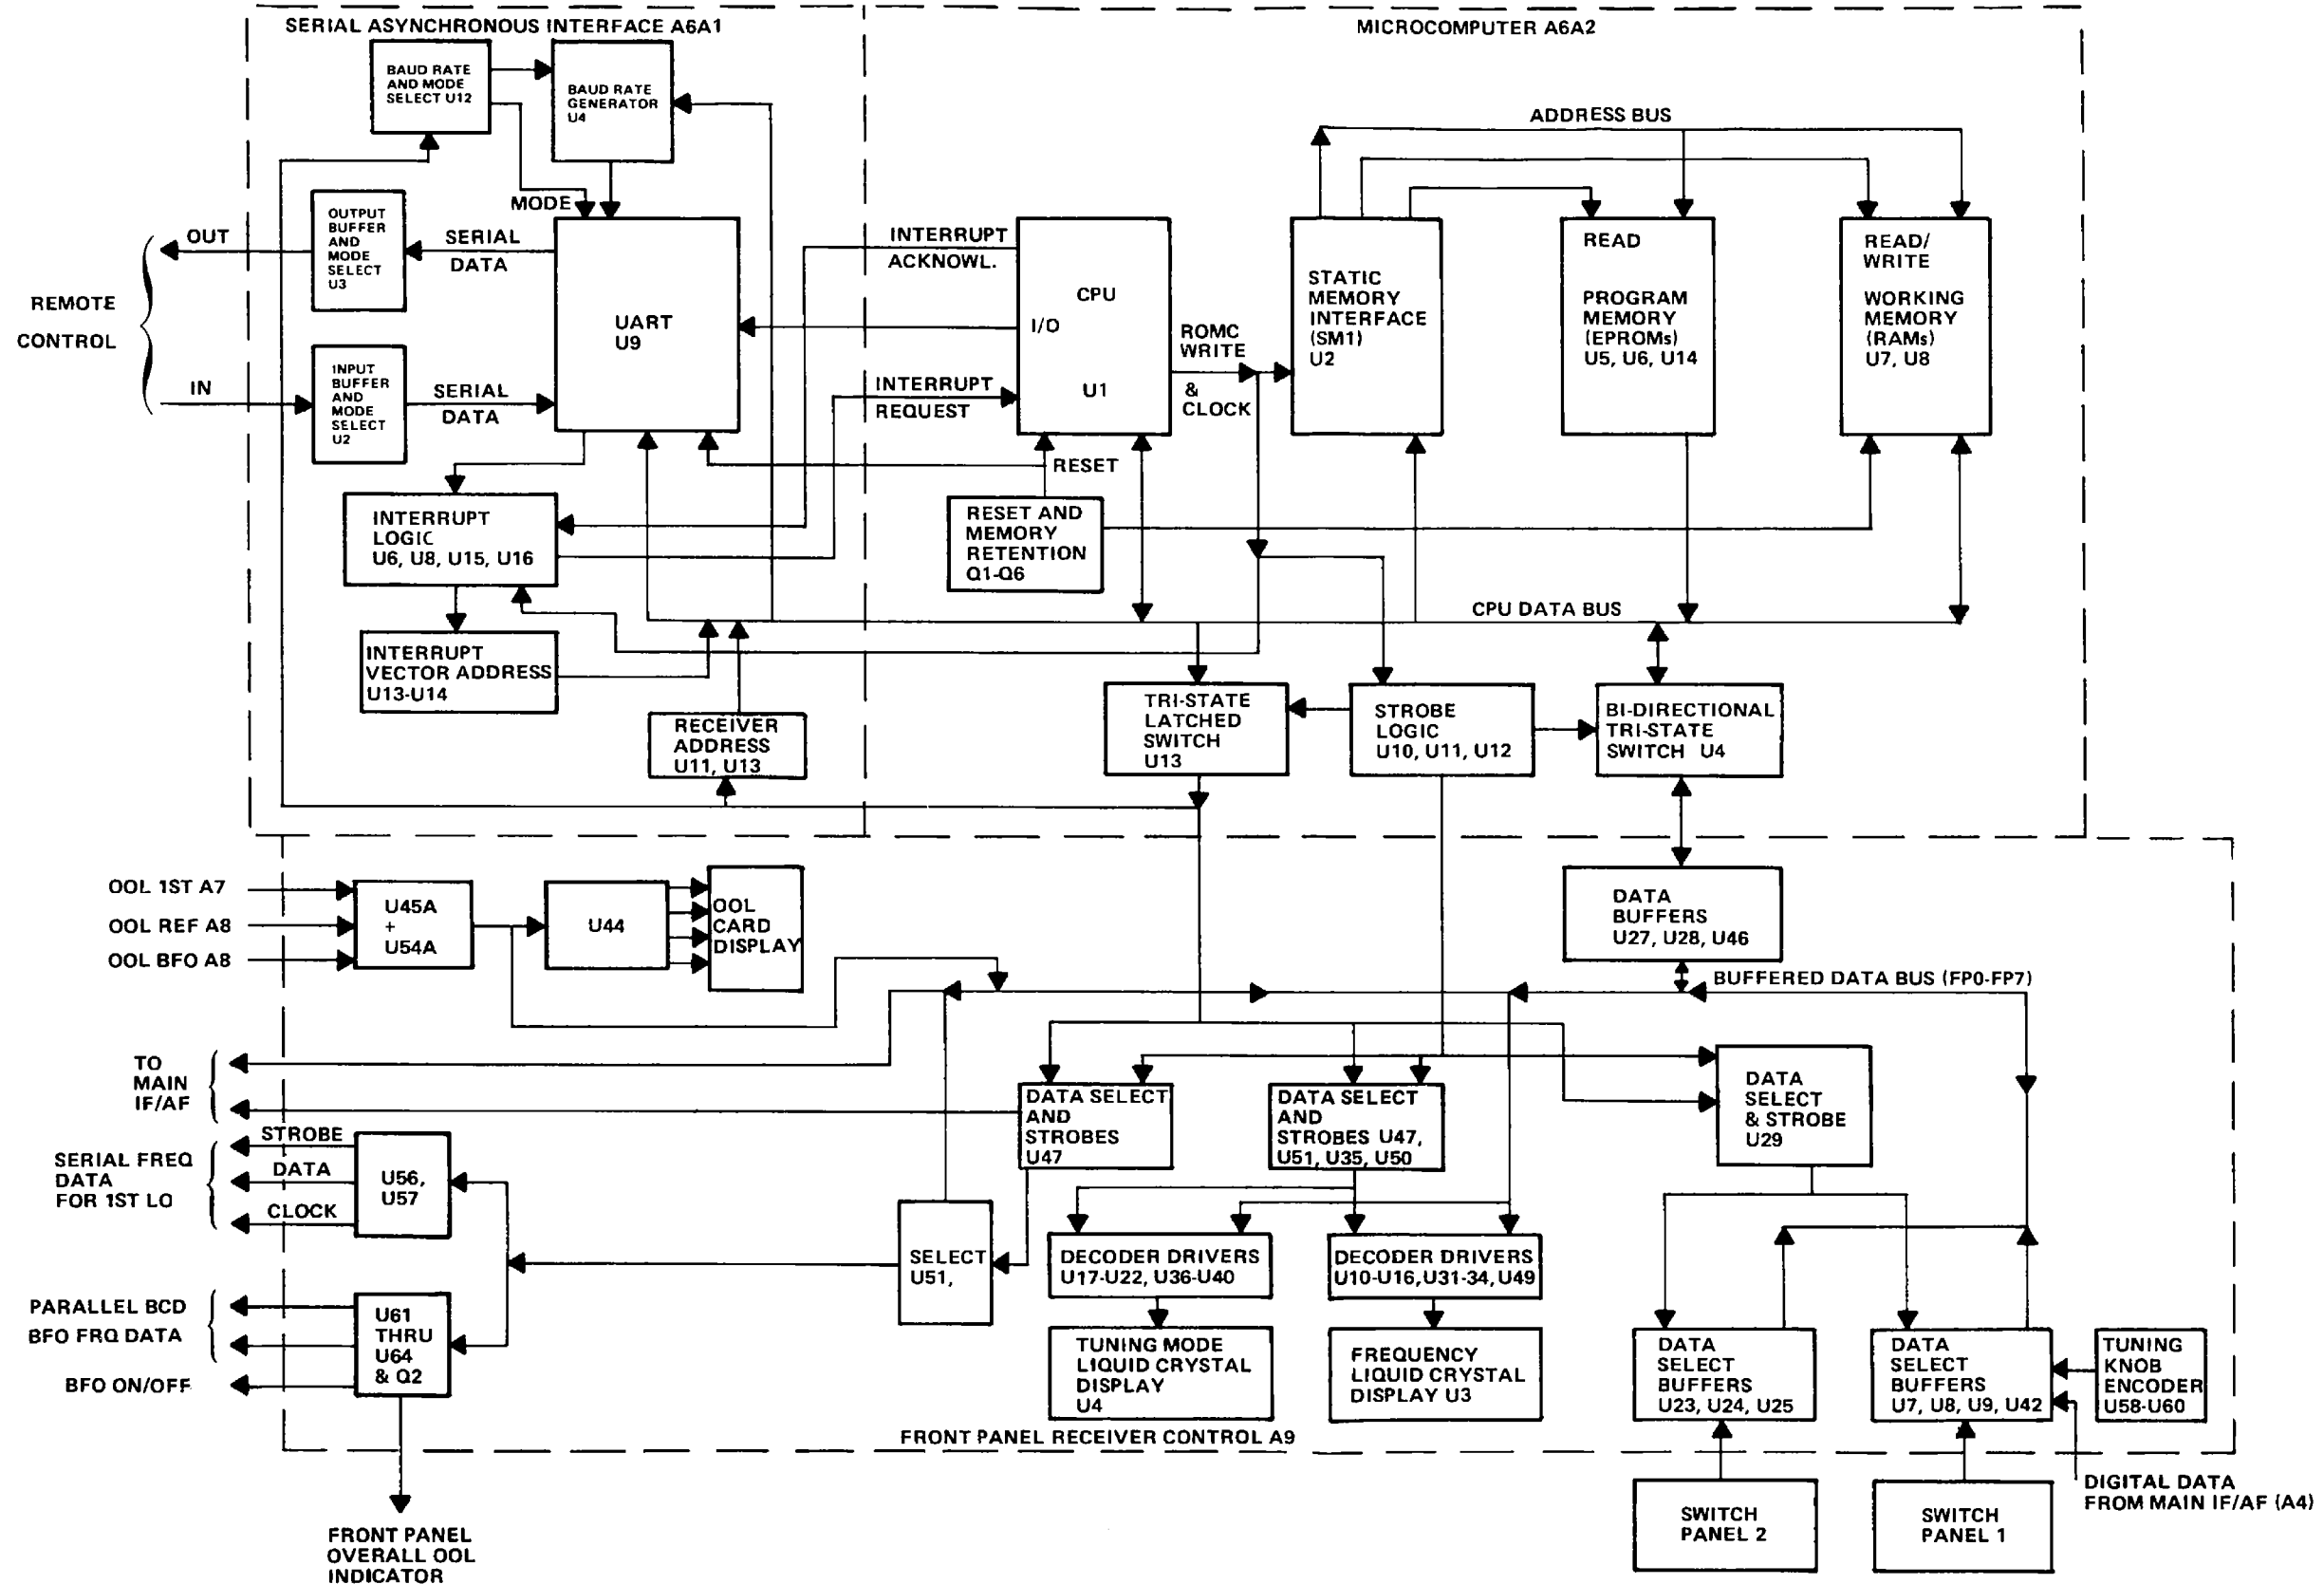 SERIAL ASYNCHRONOUS INTERFACE A6A1
MICROCOMPUTER A6A2
BAUD RATE
AND MODE
SELECT U12
BAUD RATE
GENERATOR
U4
ADDRESS BUS
MODE
OUTPUT
BUFFER
AND
MODE
SELECT
U3
OUT
SERIAL
DATA
REMOTE
CONTROL
IN
INPUT
BUFFER
AND
MODE
SELECT
U2
SERIAL
DATA
UART
U9
INTERRUPT
ACKNOWL.
I/O
CPU
U1
INTERRUPT
REQUEST
ROMC
WRITE
&
CLOCK
STATIC
MEMORY
INTERFACE
(SM1)
U2
READ
PROGRAM
MEMORY
(EPROMs)
U5, U6, U14
READ/
WRITE
WORKING
MEMORY
(RAMs)
U7, U8
RESET
INTERRUPT
LOGIC
U6, U8, U15, U16
RESET AND
MEMORY
RETENTION
Q1-Q6
CPU DATA BUS
INTERRUPT
VECTOR ADDRESS
U13-U14
RECEIVER
ADDRESS
U11, U13
TRI-STATE
LATCHED
SWITCH
U13
STROBE
LOGIC
U10, U11, U12
BI-DIRECTIONAL
TRI-STATE
SWITCH U4
OOL 1ST A7
OOL REF A8
OOL BFO A8
U45A
+
U54A
U44
OOL
CARD
DISPLAY
DATA
BUFFERS
U27, U28, U46
BUFFERED DATA BUS (FP0-FP7)
TO
MAIN
IF/AF
DATA SELECT
AND
STROBES
U47
DATA SELECT
AND
STROBES U47,
U51, U35, U50
DATA
SELECT
& STROBE
U29
SERIAL FREQ
DATA
FOR 1ST LO
STROBE
DATA
CLOCK
U56,
U57
SELECT
U51,
DECODER DRIVERS
U17-U22, U36-U40
DECODER DRIVERS
U10-U16,U31-34,U49
PARALLEL BCD
BFO FRQ DATA
BFO ON/OFF
U61
THRU
U64
& Q2
TUNING MODE
LIQUID CRYSTAL
DISPLAY
U4
FREQUENCY
LIQUID CRYSTAL
DISPLAY U3
DATA
SELECT
BUFFERS
U23, U24, U25
DATA
SELECT
BUFFERS
U7, U8, U9, U42
TUNING
KNOB
ENCODER
U58-U60
FRONT PANEL RECEIVER CONTROL A9
SWITCH
PANEL 2
SWITCH
PANEL 1
DIGITAL DATA
FROM MAIN IF/AF (A4)
FRONT PANEL
OVERALL OOL
INDICATOR